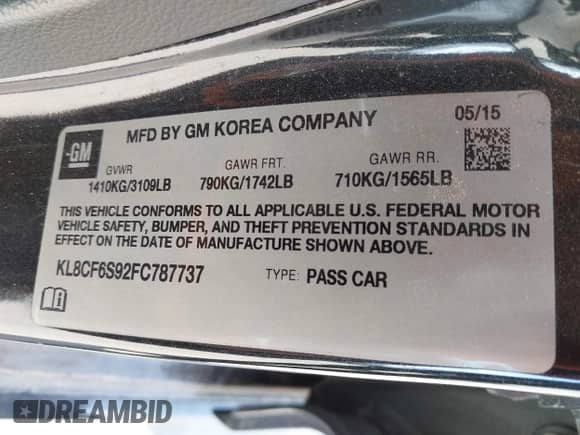 05/15
GM
MFD BY GM KOREA COMPANY
GVWR GAWR FRT. GAWR RR.
1410KG/3109LB 790KG/1742LB 710KG/1565LB
THIS VEHICLE CONFORMS TO ALL APPLICABLE U.S. FEDERAL MOTOR
VEHICLE SAFETY, BUMPER, AND THEFT PREVENTION STANDARDS IN
EFFECT ON THE DATE OF MANUFACTURE SHOWN ABOVE.
KL8CF6S92FC787737 TYPE: PASS CAR
DREAMBID